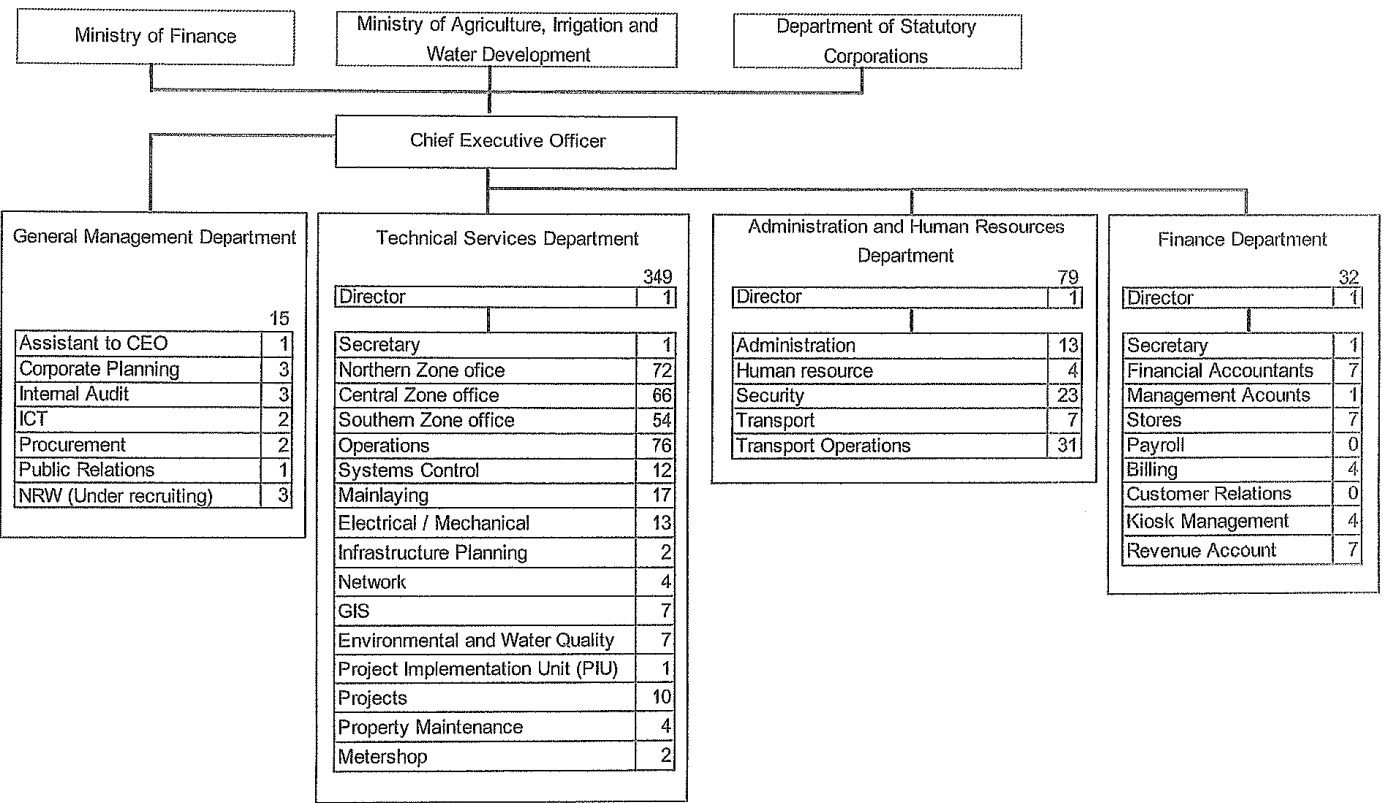 Ministry of Finance
Ministry of Agriculture, Irrigation and
Water Development
Department of Statutory
Corporations
Chief Executive Officer
General Management Department
15
Assistant to CEO 1
Corporate Planning 3
Internal Audit 3
ICT 2
Procurement 2
Public Relations 1
NRW (Under recruiting) 3
Technical Services Department
349
Director 1
Secretary 1
Northern Zone ofice 72
Central Zone office 66
Southern Zone office 54
Operations 76
Systems Control 12
Mainlaying 17
Electrical / Mechanical 13
Infrastructure Planning 2
Network 4
GIS 7
Environmental and Water Quality 7
Project Implementation Unit (PIU) 1
Projects 10
Property Maintenance 4
Metershop 2
Administration and Human Resources
Department
79
Director 1
Administration 13
Human resource 4
Security 23
Transport 7
Transport Operations 31
Finance Department
32
Director 1
Secretary 1
Financial Accountants 7
Management Acounts 1
Stores 7
Payroll 0
Billing 4
Customer Relations 0
Kiosk Management 4
Revenue Account 7